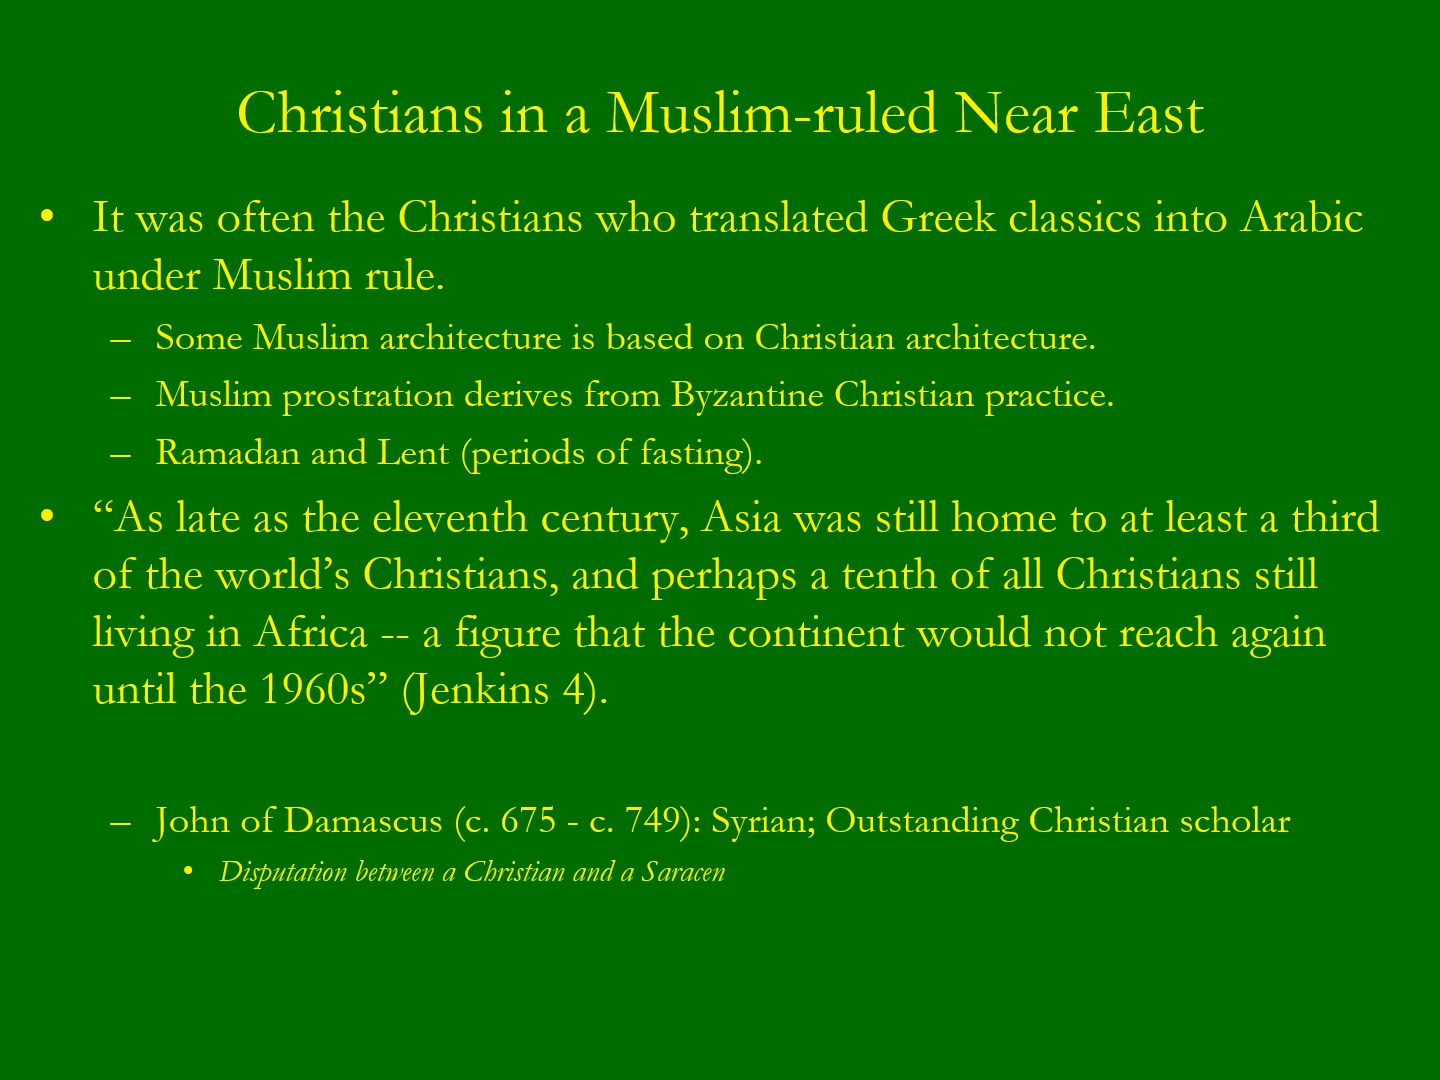 Christians in a Muslim-ruled Near East
• It was often the Christians who translated Greek classics into Arabic
under Muslim rule.
– Some Muslim architecture is based on Christian architecture.
– Muslim prostration derives from Byzantine Christian practice.
– Ramadan and Lent (periods of fasting).
• “As late as the eleventh century, Asia was still home to at least a third
of the world’s Christians, and perhaps a tenth of all Christians still
living in Africa -- a figure that the continent would not reach again
until the 1960s” (Jenkins 4).
– John of Damascus (c. 675 - c. 749): Syrian; Outstanding Christian scholar
• Disputation between a Christian and a Saracen